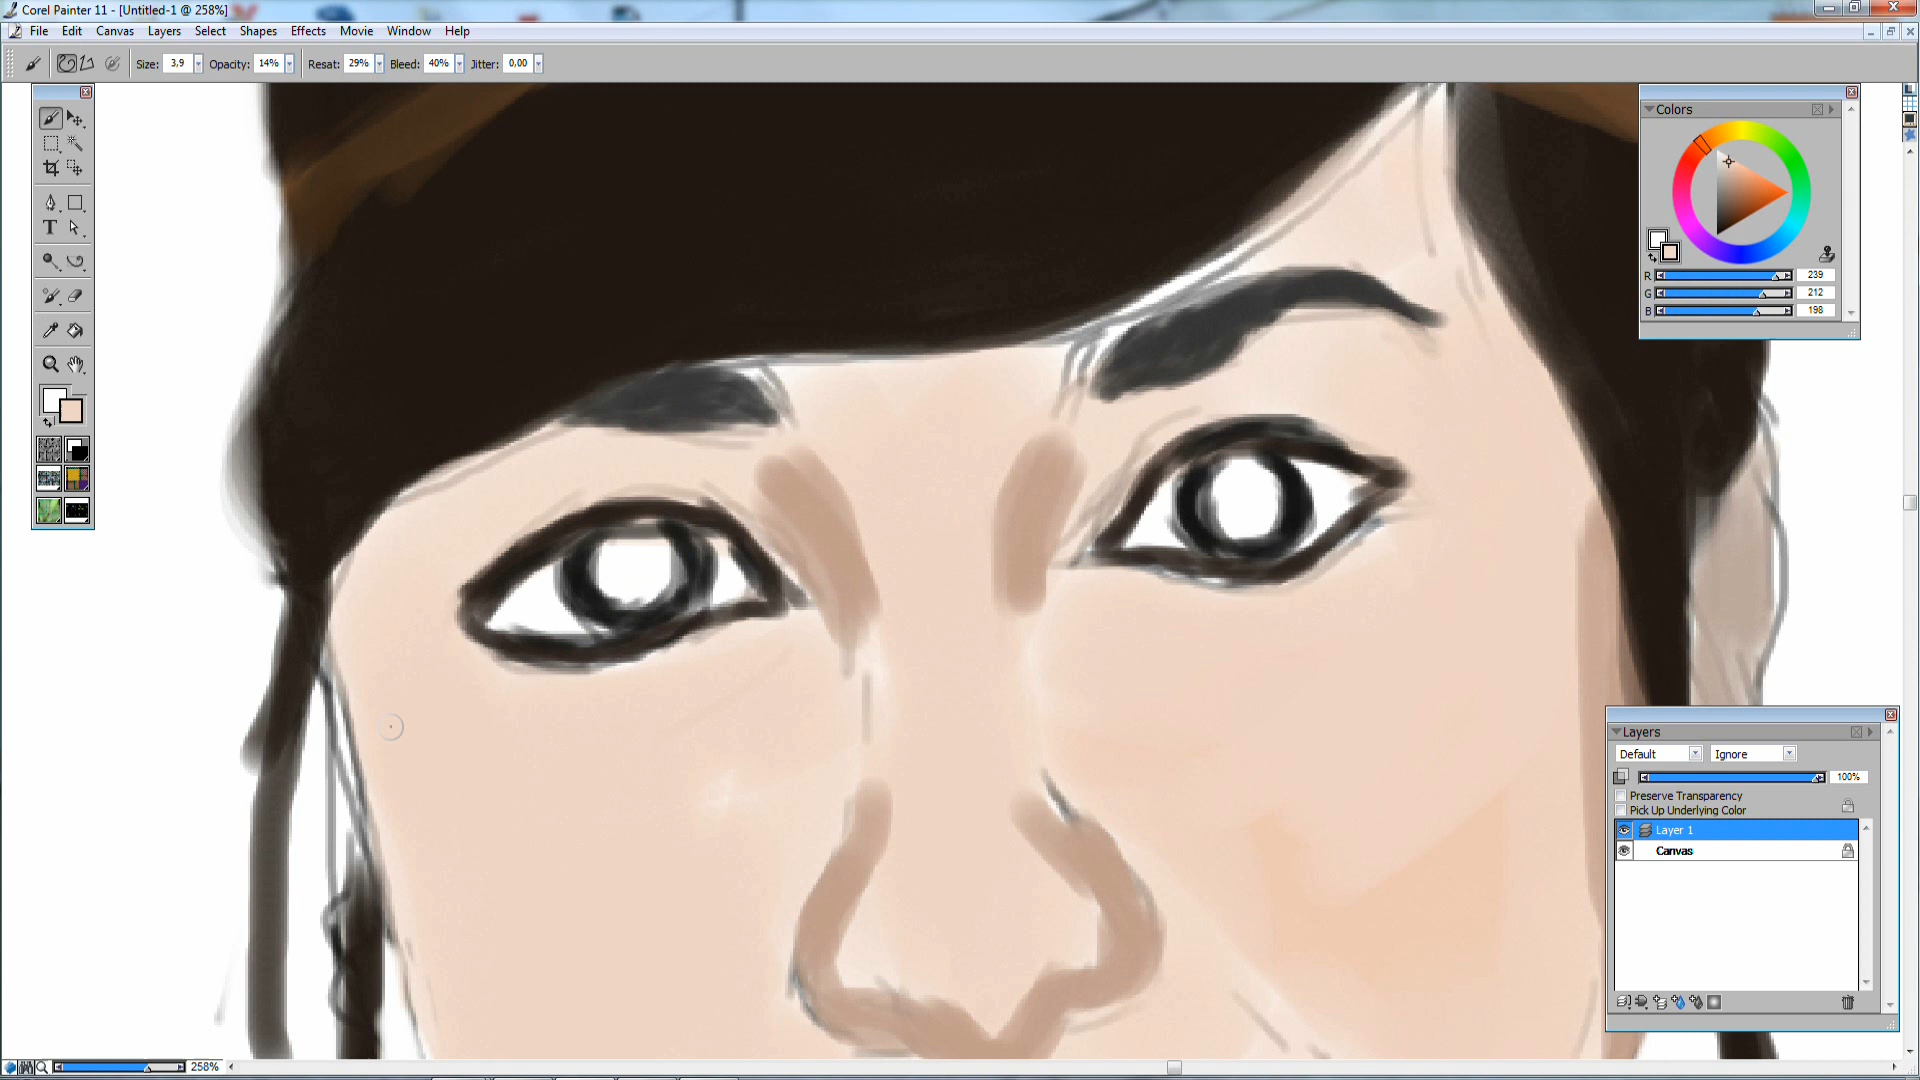 Corel Painter 11 - [Untitled-1 @ 258%]
File Edit Canvas Layers Select Shapes Effects Movie Window Help
Size: 3,9 Opacity: 14% Resat: 29% Bleed: 40% Jitter: 0,00
Colors
R 239
G 212
B 198
T
Layers
Default Ignore
100%
Preserve Transparency
Pick Up Underlying Color
Layer 1
Canvas
258%